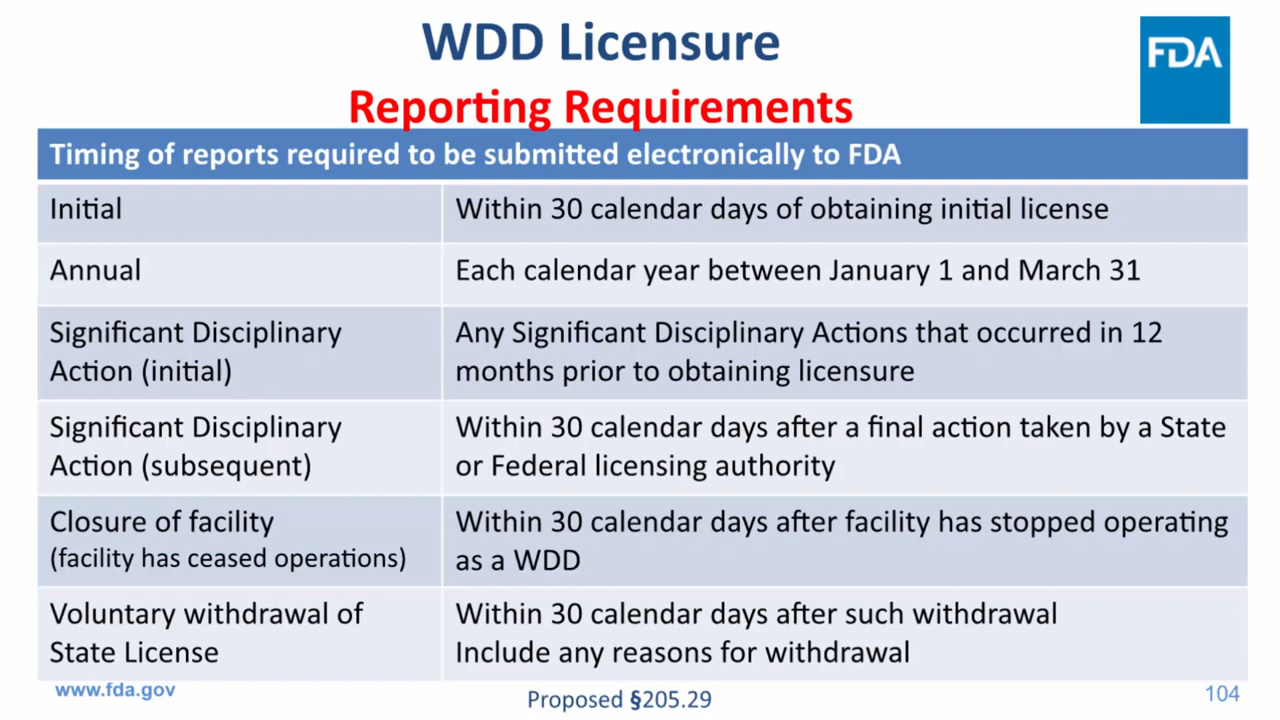 WDD Licensure
FDA
Reporting Requirements
Timing of reports required to be submitted electronically to FDA
Initial
Within 30 calendar days of obtaining initial license
Annual
Each calendar year between January 1 and March 31
Significant Disciplinary
Action (initial)
Any Significant Disciplinary Actions that occurred in 12
months prior to obtaining licensure
Significant Disciplinary
Action (subsequent)
Within 30 calendar days after a final action taken by a State
or Federal licensing authority
Closure of facility
(facility has ceased operations)
Within 30 calendar days after facility has stopped operating
as a WDD
Voluntary withdrawal of
State License
Within 30 calendar days after such withdrawal
Include any reasons for withdrawal
www.fda.gov
Proposed §205.29
104